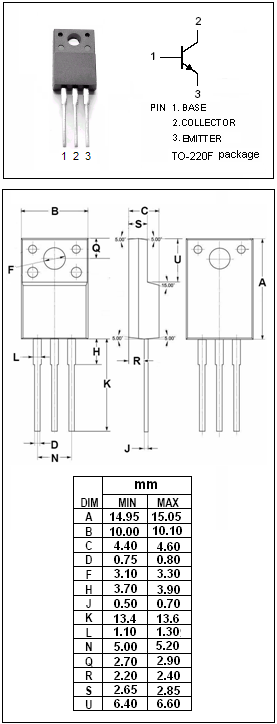 2
1
3
1 2 3
PIN 1. BASE
2. COLLECTOR
3. EMITTER
TO-220F package
B
C
S
5.00°
5.00°
Q
F
U
A
15.00
L
H
R
5.00°
5.00°
K
D
N
J
mm
DIM MIN MAX
A 14.95 15.05
B 10.00 10.10
C 4.40 4.60
D 0.75 0.80
F 3.10 3.30
H 3.70 3.90
J 0.50 0.70
K 13.4 13.6
L 1.10 1.30
N 5.00 5.20
Q 2.70 2.90
R 2.20 2.40
S 2.65 2.85
U 6.40 6.60